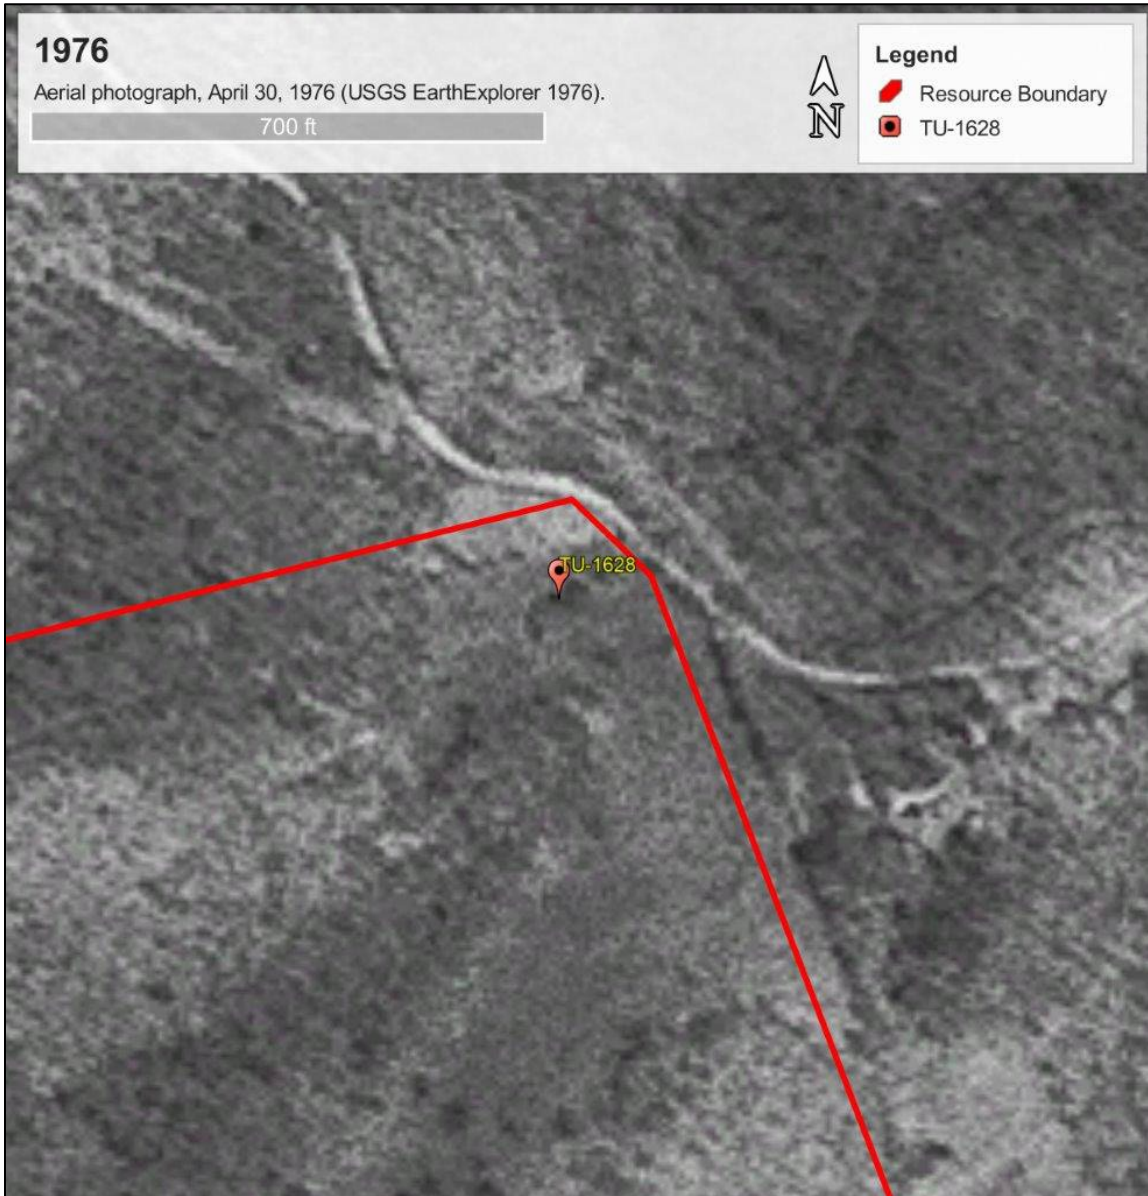 1976
Aerial photograph, April 30, 1976 (USGS EarthExplorer 1976).
700 ft
N
Legend
Resource Boundary
TU-1628
TU-1628